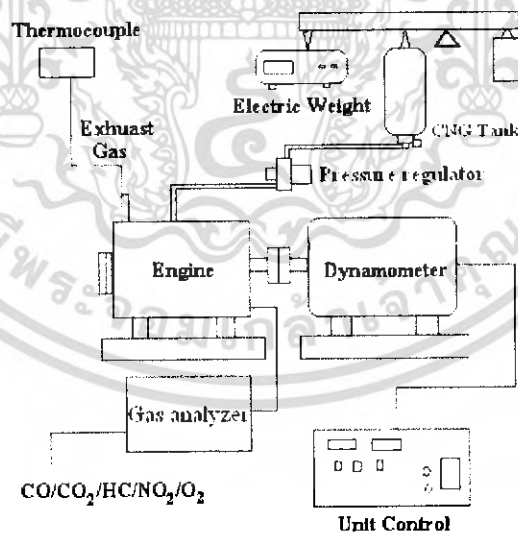 Thermocouple
Electric Weight
CNG Tank
Exhuast
Gas
Pressure regulator
Engine
Dynamometer
Gas analyzer
CO/CO₂/HC/NO₂/O₂
Unit Control